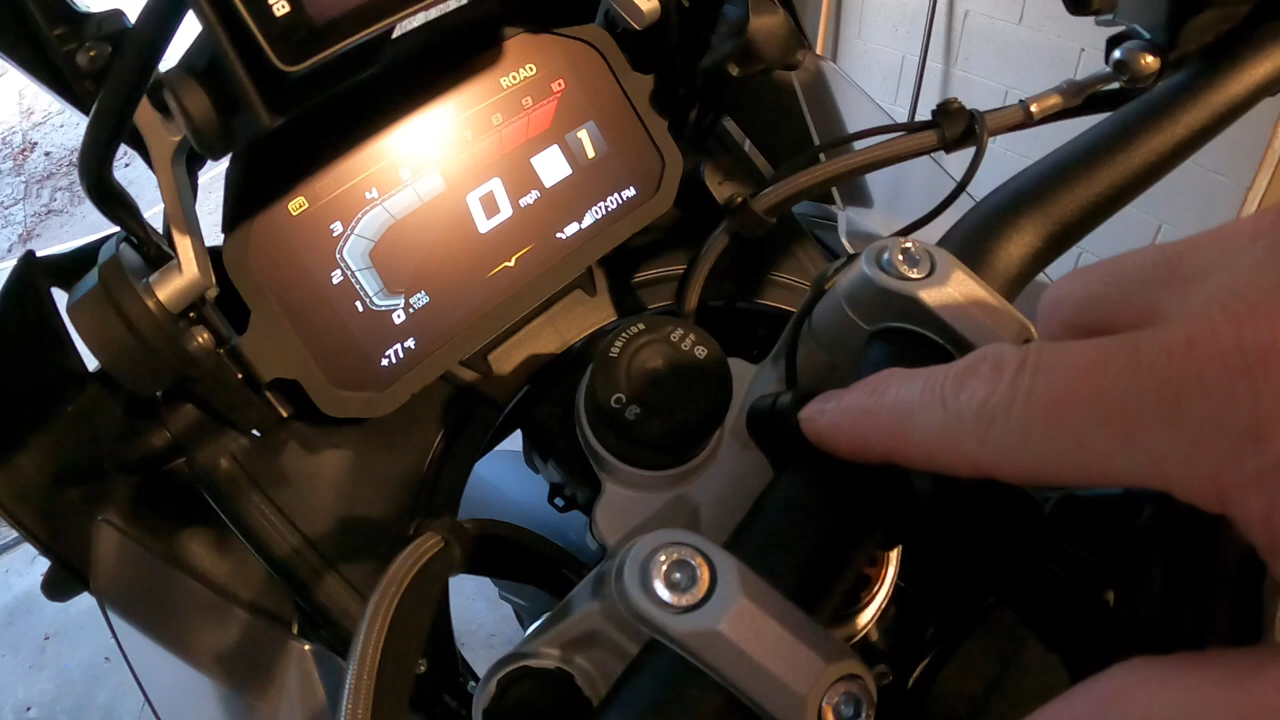 ROAD
10
9
8
7
4
3
2
1
0
RPM
x1000
0
mph
1
07:01 PM
+77°F
IGNITION
ON
OFF